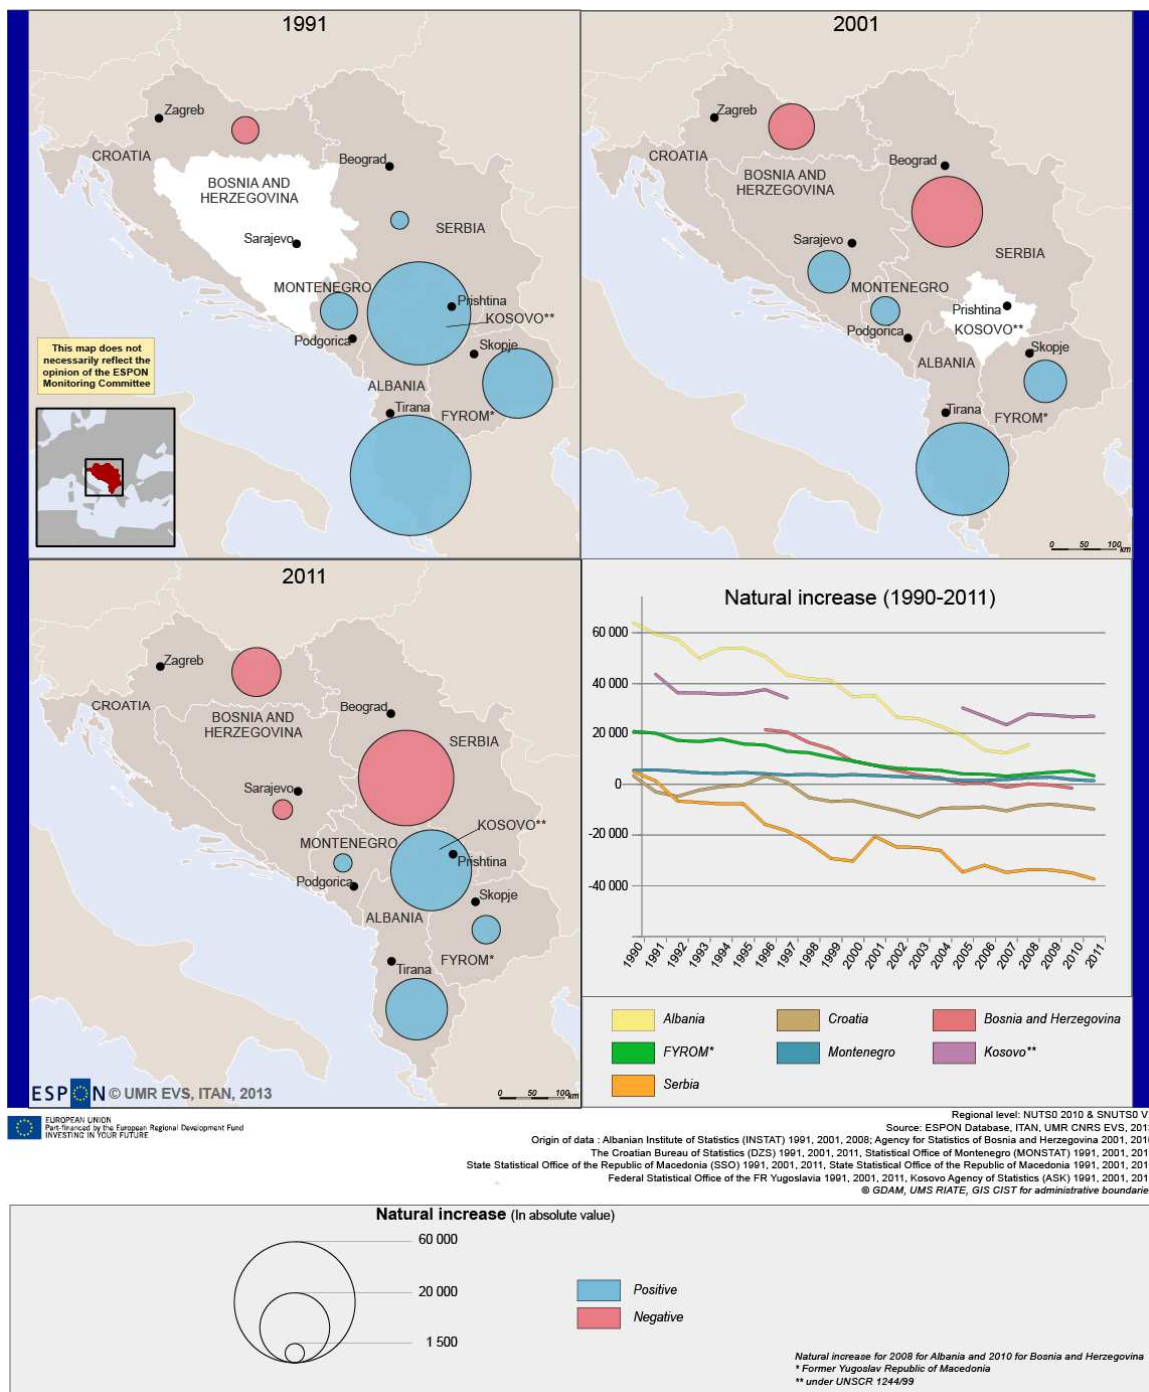 1991
Zagreb
CROATIA
Beograd
BOSNIA AND
HERZEGOVINA
SERBIA
Sarajevo
MONTENEGRO
Prishtina
KOSOVO**
Podgorica
Skopje
This map does not
necessarily reflect the
opinion of the ESPON
Monitoring Committee
ALBANIA
Tirana
FYROM*
2001
Zagreb
CROATIA
Beograd
BOSNIA AND
HERZEGOVINA
Sarajevo
SERBIA
MONTENEGRO
Prishtina
KOSOVO**
Podgorica
Skopje
ALBANIA
Tirana
FYROM*
0 50 100
km
2011
Zagreb
CROATIA
Beograd
BOSNIA AND
HERZEGOVINA
SERBIA
Sarajevo
KOSOVO**
MONTENEGRO
Prishtina
Podgorica
Skopje
ALBANIA
FYROM*
Tirana
ESPON © UMR EVS, ITAN, 2013
0 50 100
km
Natural increase (1990-2011)
60 000
40 000
20 000
0
-20 000
-40 000
1990 1991 1992 1993 1994 1995 1996 1997 1998 1999 2000 2001 2002 2003 2004 2005 2006 2007 2008 2009 2010 2011
Albania Croatia Bosnia and Herzegovina
FYROM* Montenegro Kosovo**
Serbia
EUROPEAN UNION
Part-financed by the European Regional Development Fund
INVESTING IN YOUR FUTURE
Regional level: NUTS0 2010 & SNUTS0 V
Source: ESPON Database, ITAN, UMR CNRS EVS, 201
Origin of data : Albanian Institute of Statistics (INSTAT) 1991, 2001, 2008; Agency for Statistics of Bosnia and Herzegovina 2001, 201
The Croatian Bureau of Statistics (DZS) 1991, 2001, 2011, Statistical Office of Montenegro (MONSTAT) 1991, 2001, 201
State Statistical Office of the Republic of Macedonia (SSO) 1991, 2001, 2011, State Statistical Office of the Republic of Macedonia 1991, 2001, 201
Federal Statistical Office of the FR Yugoslavia 1991, 2001, 2011, Kosovo Agency of Statistics (ASK) 1991, 2001, 201
© GDAM, UMS RIATE, GIS CIST for administrative boundarie
Natural increase (In absolute value)
60 000
20 000
1 500
Positive
Negative
Natural increase for 2008 for Albania and 2010 for Bosnia and Herzegovina
* Former Yugoslav Republic of Macedonia
** under UNSCR 1244/99